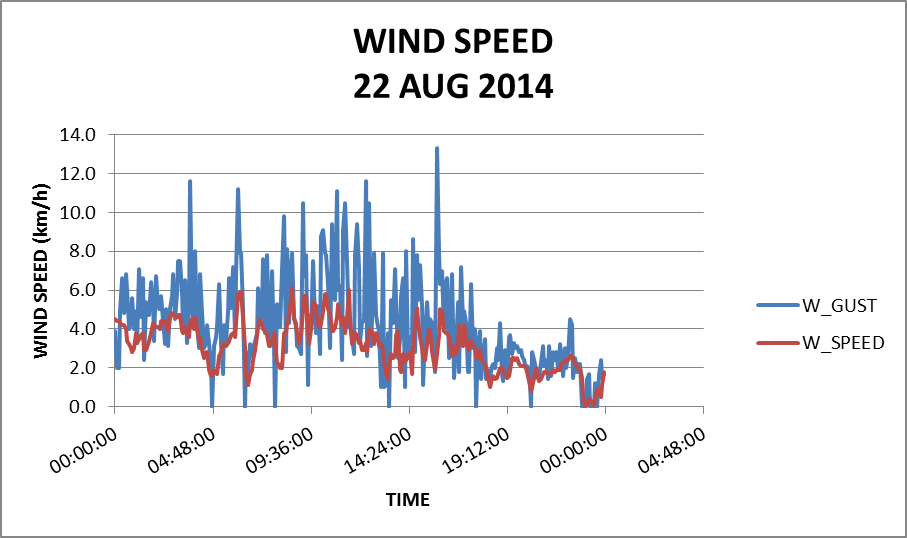 WIND SPEED
22 AUG 2014
14.0
12.0
10.0
8.0
6.0
4.0
2.0
0.0
WIND SPEED (km/h)
W_GUST
W_SPEED
00:00:00
04:48:00
09:36:00
14:24:00
19:12:00
00:00:00
04:48:00
TIME